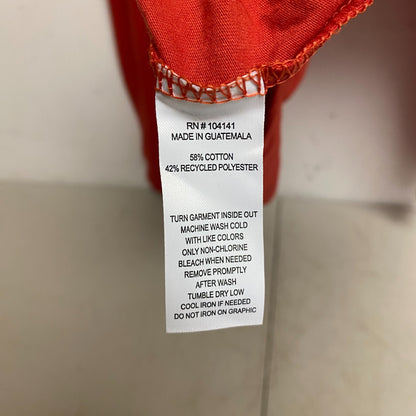 RN # 104141
MADE IN GUATEMALA
58% COTTON
42% RECYCLED POLYESTER
TURN GARMENT INSIDE OUT
MACHINE WASH COLD
WITH LIKE COLORS
ONLY NON-CHLORINE
BLEACH WHEN NEEDED
REMOVE PROMPTLY
AFTER WASH
TUMBLE DRY LOW
COOL IRON IF NEEDED
DO NOT IRON ON GRAPHIC